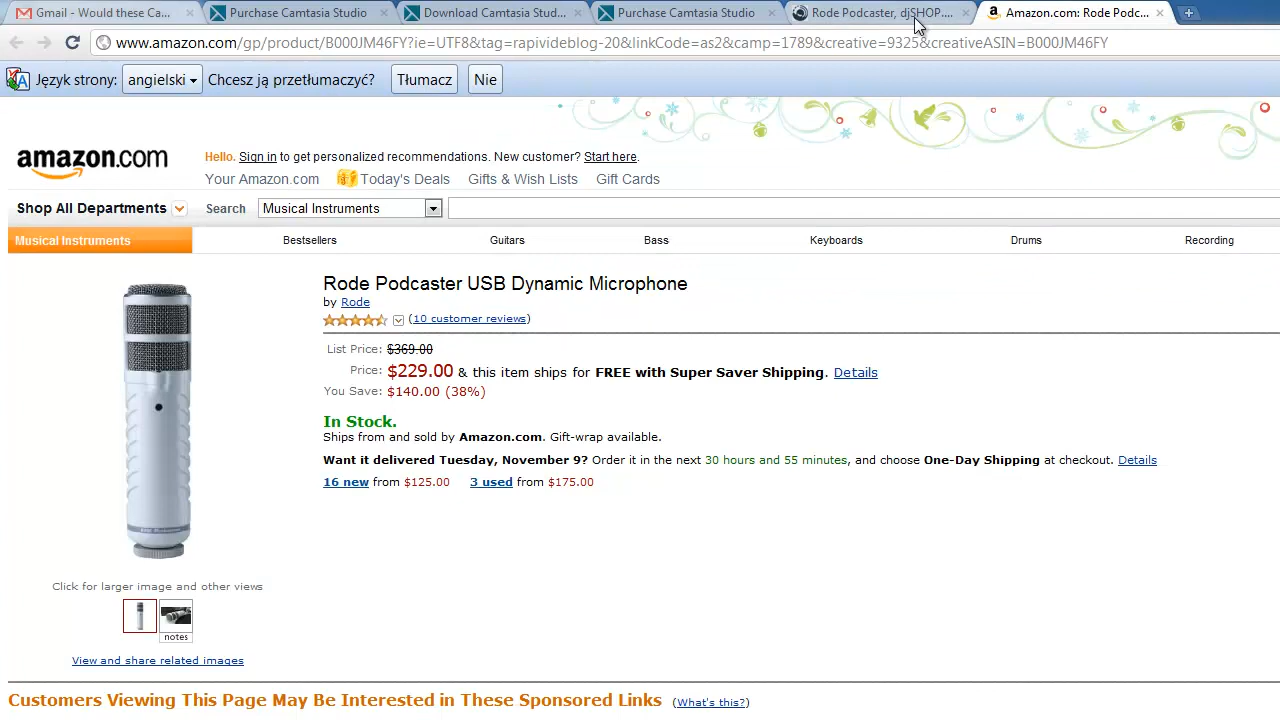 Gmail - Would these Ca...
Purchase Camtasia Studio
Download Camtasia Stud...
Purchase Camtasia Studio
Rode Podcaster, djSHOP....
Amazon.com: Rode Podc...
www.amazon.com/gp/product/B000JM46FY?ie=UTF8&tag=rapivideblog-20&linkCode=as2&camp=1789&creative=9325&creativeASIN=B000JM46FY
Język strony: angielski Chcesz ją przetłumaczyć? Tłumacz Nie
amazon.com
Hello. Sign in to get personalized recommendations. New customer? Start here.
Your Amazon.com Today's Deals Gifts & Wish Lists Gift Cards
Shop All Departments Search Musical Instruments
Musical Instruments Bestsellers Guitars Bass Keyboards Drums Recording
Rode Podcaster USB Dynamic Microphone
by Rode
(10 customer reviews)
List Price: $369.00
Price: $229.00 & this item ships for FREE with Super Saver Shipping. Details
You Save: $140.00 (38%)
In Stock.
Ships from and sold by Amazon.com. Gift-wrap available.
Want it delivered Tuesday, November 9? Order it in the next 30 hours and 55 minutes, and choose One-Day Shipping at checkout. Details
16 new from $125.00 3 used from $175.00
Click for larger image and other views
notes
View and share related images
Customers Viewing This Page May Be Interested in These Sponsored Links (What's this?)